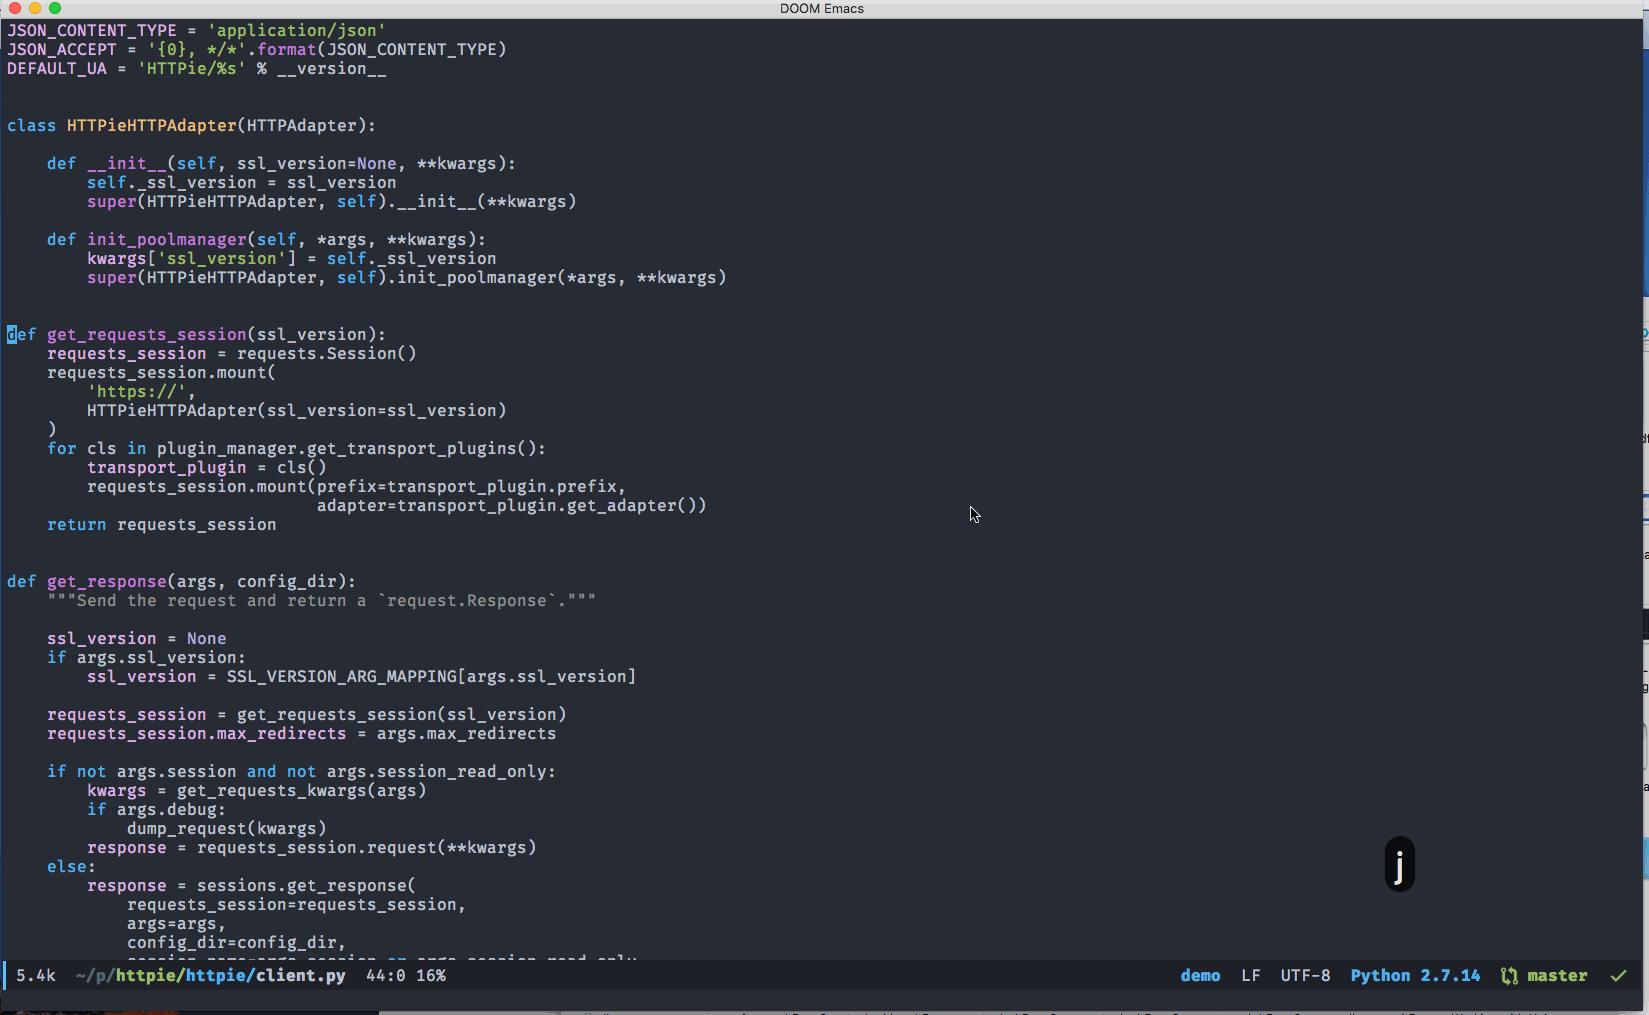 DOOM Emacs
JSON_CONTENT_TYPE = 'application/json'
JSON_ACCEPT = '{0}, */*'.format(JSON_CONTENT_TYPE)
DEFAULT_UA = 'HTTPie/%s' % __version__
class HTTPieHTTPAdapter(HTTPAdapter):
    def __init__(self, ssl_version=None, **kwargs):
        self._ssl_version = ssl_version
        super(HTTPieHTTPAdapter, self).__init__(**kwargs)
    def init_poolmanager(self, *args, **kwargs):
        kwargs['ssl_version'] = self._ssl_version
        super(HTTPieHTTPAdapter, self).init_poolmanager(*args, **kwargs)
def get_requests_session(ssl_version):
    requests_session = requests.Session()
    requests_session.mount(
        'https://',
        HTTPieHTTPAdapter(ssl_version=ssl_version)
    )
    for cls in plugin_manager.get_transport_plugins():
        transport_plugin = cls()
        requests_session.mount(prefix=transport_plugin.prefix,
                               adapter=transport_plugin.get_adapter())
    return requests_session
def get_response(args, config_dir):
    """Send the request and return a `request.Response`."""
    ssl_version = None
    if args.ssl_version:
        ssl_version = SSL_VERSION_ARG_MAPPING[args.ssl_version]
    requests_session = get_requests_session(ssl_version)
    requests_session.max_redirects = args.max_redirects
    if not args.session and not args.session_read_only:
        kwargs = get_requests_kwargs(args)
        if args.debug:
            dump_request(kwargs)
        response = requests_session.request(**kwargs)
    else:
        response = sessions.get_response(
            requests_session=requests_session,
            args=args,
            config_dir=config_dir,
            session_name=args.session or args.session_read_only,
j
5.4k ~/p/httpie/httpie/client.py 44:0 16% demo LF UTF-8 Python 2.7.14 master